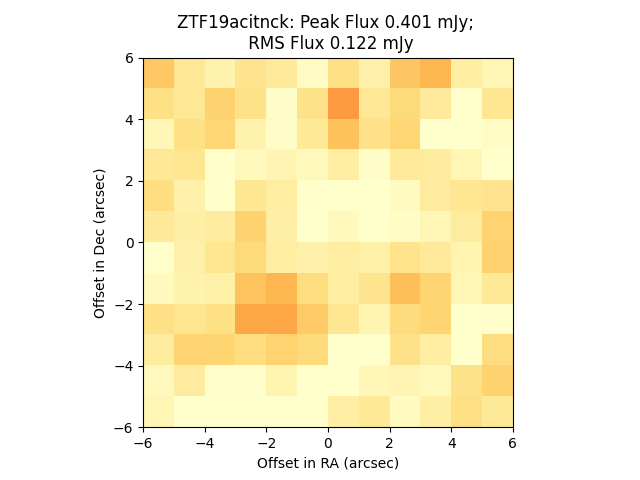 ZTF19acitnck: Peak Flux 0.401 mJy;
RMS Flux 0.122 mJy
6
4
2
0
−2
−4
−6
Offset in Dec (arcsec)
−6 −4 −2 0 2 4 6
Offset in RA (arcsec)